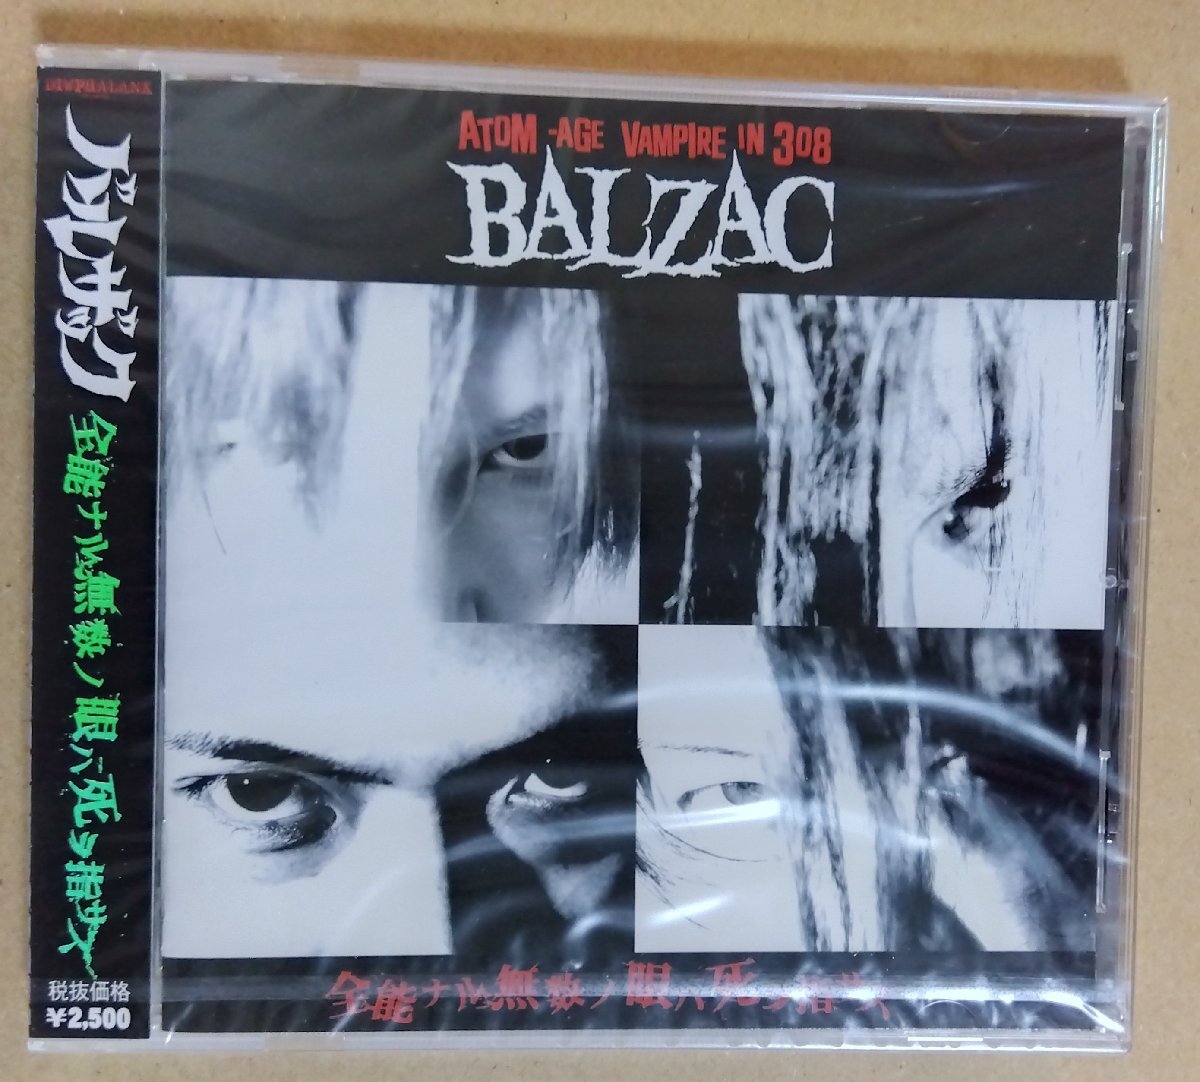 DIWPHALANX
バルザック
全能ナル無数ノ眼ハ死ヲ指サス
税抜価格
¥2,500
ATOM-AGE VAMPIRE IN 308
BALZAC
全能ナル無数ノ眼ハ死ヲ指サス